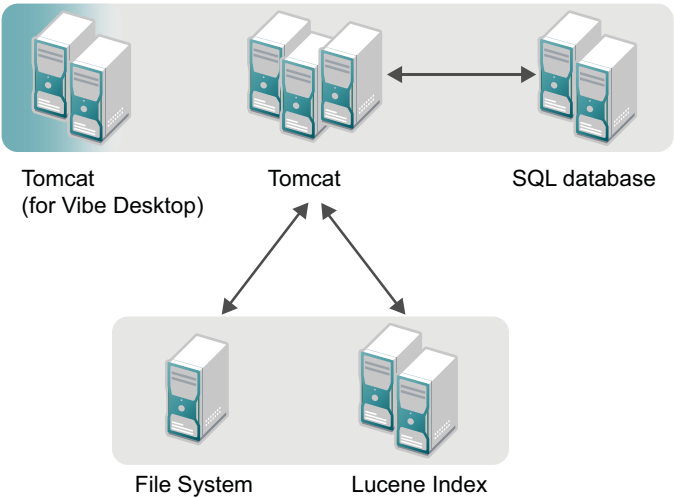 Tomcat
(for Vibe Desktop)
Tomcat
SQL database
File System
Lucene Index